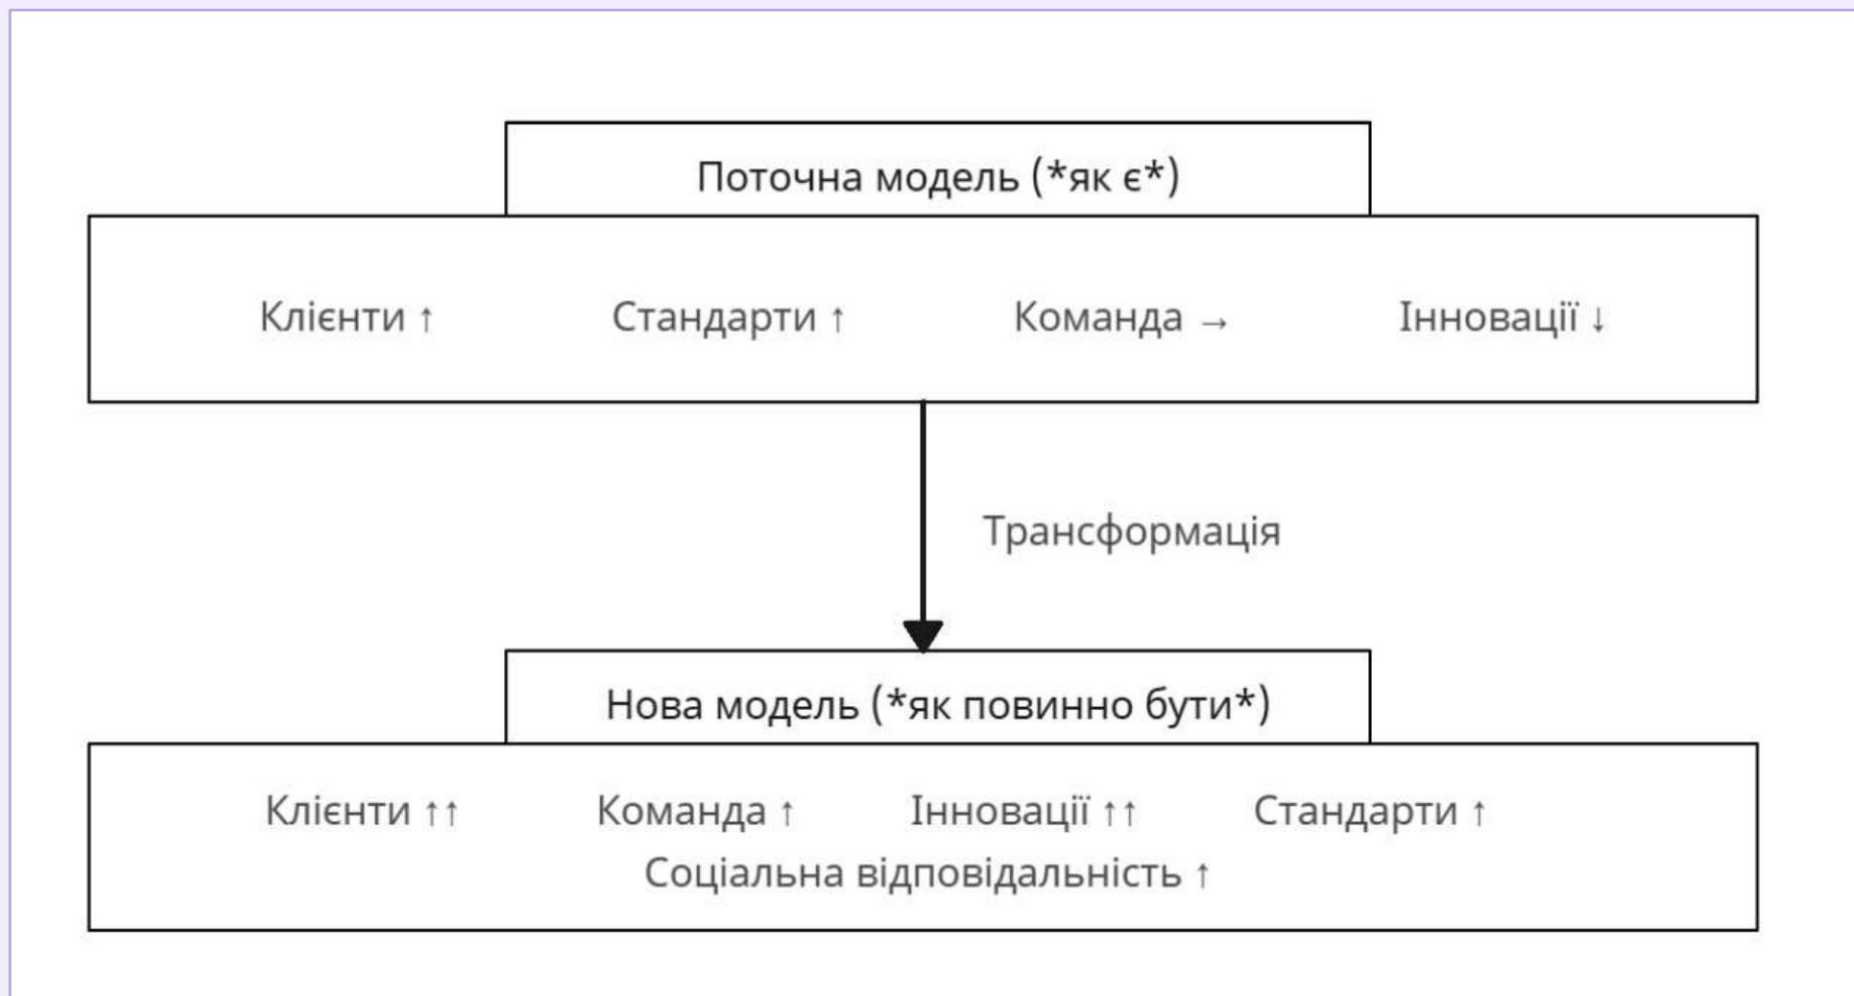 Поточна модель (*як є*)
Клієнти ↑ Стандарти ↑ Команда → Інновації ↓
Трансформація
Нова модель (*як повинно бути*)
Клієнти ↑↑ Команда ↑ Інновації ↑↑ Стандарти ↑
Соціальна відповідальність ↑